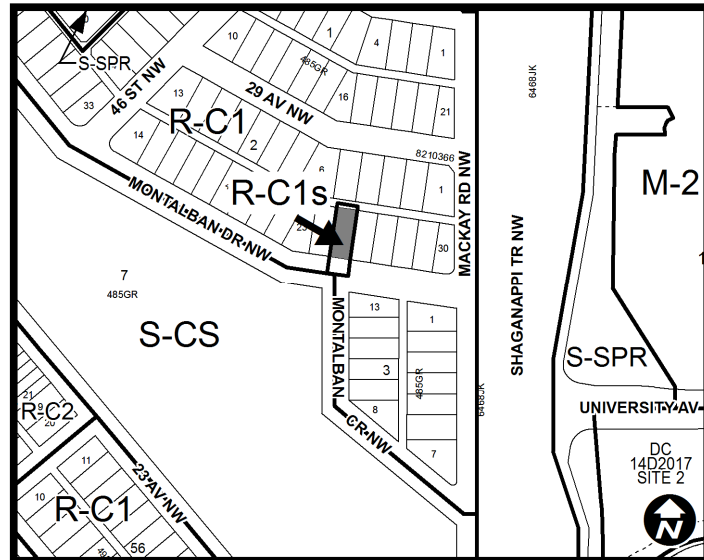 S-SPR
33
46 ST NW
10
1
485GR
4
1
13
29 AV NW
16
21
R-C1
14
2
6
8210366
1
R-C1s
23
30
MONTALBAN DR NW
MACKAY RD NW
SHAGANAPPI TR NW
6468JK
M-2
7
485GR
S-CS
MONTALBAN
CR NW
13
1
3
485GR
8
7
6468JK
S-SPR
UNIVERSITY AV
DC
14D2017
SITE 2
N
21
R-C2
20
11
23 AV NW
10
R-C1
56